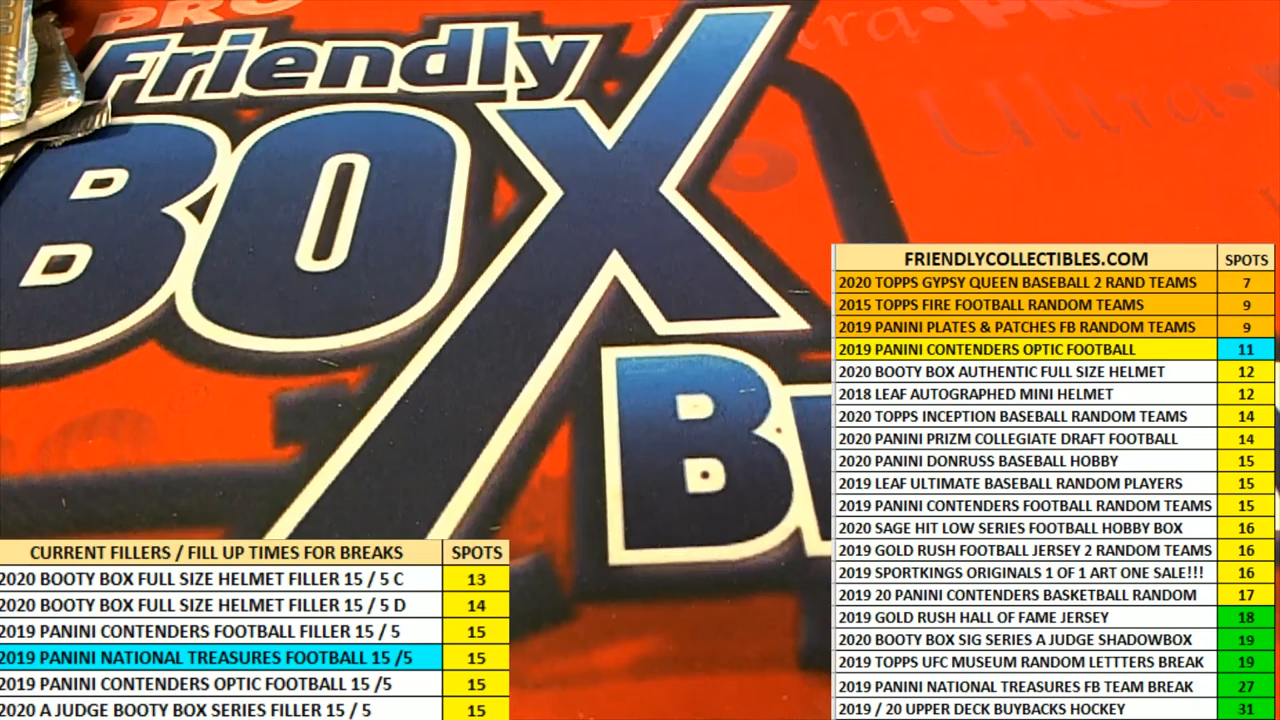 PRO
Ultra PRO
Friendly
BOX
Ultra
FRIENDLYCOLLECTIBLES.COM SPOTS
2020 TOPPS GYPSY QUEEN BASEBALL 2 RAND TEAMS 7
2015 TOPPS FIRE FOOTBALL RANDOM TEAMS 9
2019 PANINI PLATES & PATCHES FB RANDOM TEAMS 9
2019 PANINI CONTENDERS OPTIC FOOTBALL 11
2020 BOOTY BOX AUTHENTIC FULL SIZE HELMET 12
2018 LEAF AUTOGRAPHED MINI HELMET 12
2020 TOPPS INCEPTION BASEBALL RANDOM TEAMS 14
2020 PANINI PRIZM COLLEGIATE DRAFT FOOTBALL 14
2020 PANINI DONRUSS BASEBALL HOBBY 15
2019 LEAF ULTIMATE BASEBALL RANDOM PLAYERS 15
2019 PANINI CONTENDERS FOOTBALL RANDOM TEAMS 15
2020 SAGE HIT LOW SERIES FOOTBALL HOBBY BOX 16
2019 GOLD RUSH FOOTBALL JERSEY 2 RANDOM TEAMS 16
2019 SPORTKINGS ORIGINALS 1 OF 1 ART ONE SALE!!! 16
2019 20 PANINI CONTENDERS BASKETBALL RANDOM 17
2019 GOLD RUSH HALL OF FAME JERSEY 18
2020 BOOTY BOX SIG SERIES A JUDGE SHADOWBOX 19
2019 TOPPS UFC MUSEUM RANDOM LETTTERS BREAK 19
2019 PANINI NATIONAL TREASURES FB TEAM BREAK 27
2019 / 20 UPPER DECK BUYBACKS HOCKEY 31
CURRENT FILLERS / FILL UP TIMES FOR BREAKS SPOTS
2020 BOOTY BOX FULL SIZE HELMET FILLER 15 / 5 C 13
2020 BOOTY BOX FULL SIZE HELMET FILLER 15 / 5 D 14
2019 PANINI CONTENDERS FOOTBALL FILLER 15 / 5 15
2019 PANINI NATIONAL TREASURES FOOTBALL 15 /5 15
2019 PANINI CONTENDERS OPTIC FOOTBALL 15 /5 15
2020 A JUDGE BOOTY BOX SERIES FILLER 15 / 5 15